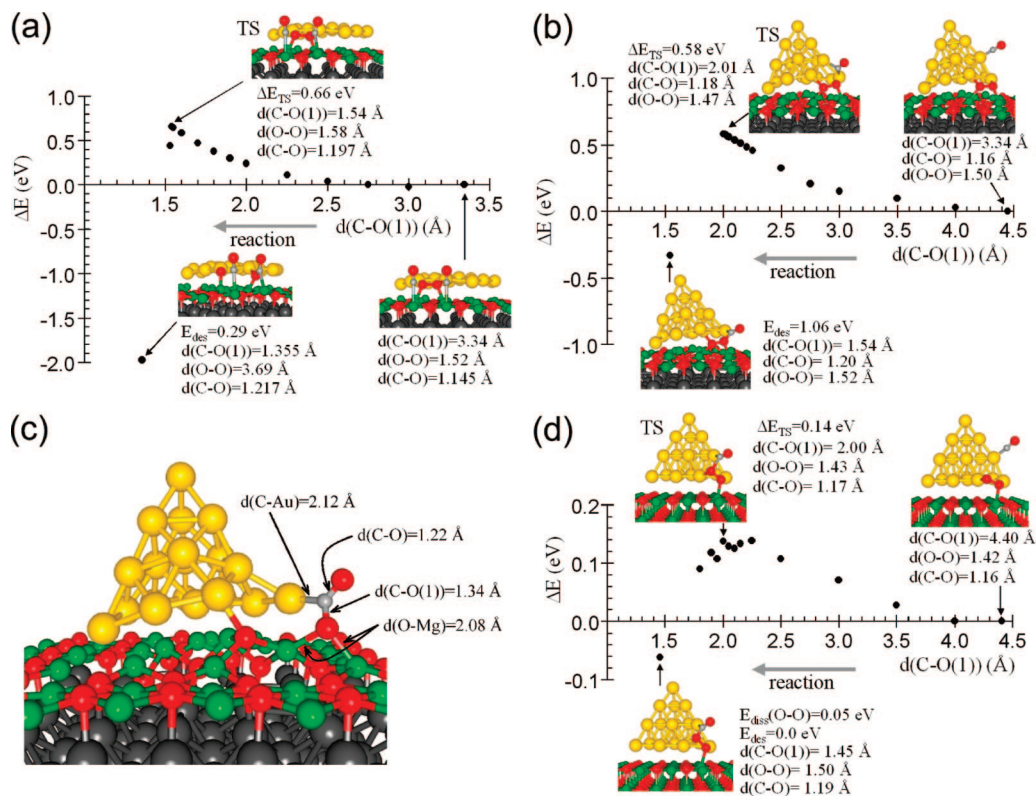 (a)
TS
ΔE_TS=0.66 eV
d(C-O(1))=1.54
d(O-O)=1.58 Å
d(C-O)=1.197 Å
1.0
0.5
0.0
-0.5
-1.0
-1.5
-2.0
ΔE (eV)
1.5 2.0 2.5 3.0 3.5
d(C-O(1)) (Å)
reaction
E_des=0.29 eV
d(C-O(1))=1.355
d(O-O)=3.69 Å
d(C-O)=1.217 Å
d(C-O(1))=3.34
d(O-O)=1.52 Å
d(C-O)=1.145 Å
(b)
TS
ΔE_TS=0.58 eV
d(C-O(1))=2.01 Å
d(C-O)=1.18 Å
d(O-O)=1.47 Å
d(C-O(1))=3.34 Å
d(C-O)= 1.16 Å
d(O-O)=1.50 Å
1.0
0.5
0.0
-0.5
-1.0
ΔE (eV)
1.5 2.0 2.5 3.0 3.5 4.0 4.5
d(C-O(1)) (Å)
reaction
E_des=1.06 eV
d(C-O(1))= 1.54 Å
d(C-O)= 1.20 Å
d(O-O)= 1.52 Å
(c)
d(C-Au)=2.12 Å
d(C-O)=1.22 Å
d(C-O(1))=1.34 Å
d(O-Mg)=2.08 Å
(d)
TS
ΔE_TS=0.14 eV
d(C-O(1))= 2.00 Å
d(O-O)= 1.43 Å
d(C-O)= 1.17 Å
d(C-O(1))=4.40 Å
d(O-O)= 1.42 Å
d(C-O)= 1.16 Å
0.2
0.1
0.0
-0.1
ΔE (eV)
1.5 2.0 2.5 3.0 3.5 4.0 4.5
d(C-O(1)) (Å)
reaction
E_diss(O-O)=0.05 eV
E_des=0.0 eV
d(C-O(1))= 1.45 Å
d(O-O)= 1.50 Å
d(C-O)= 1.19 Å